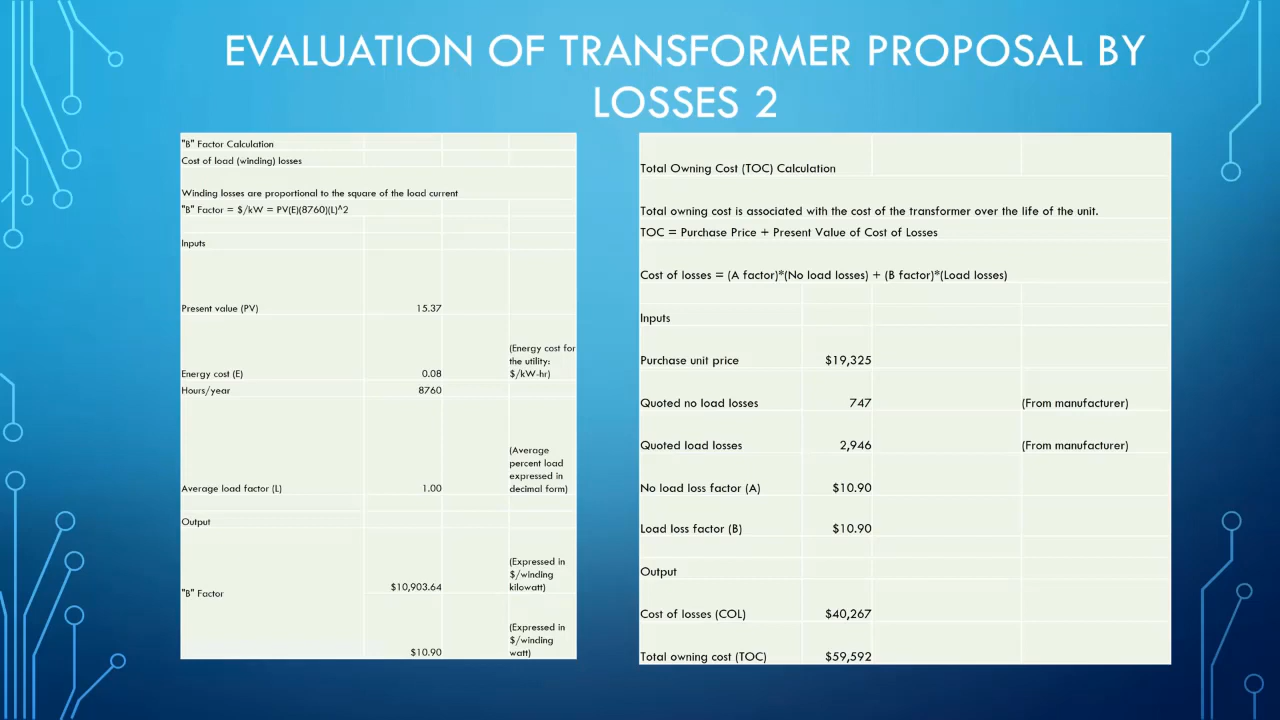 EVALUATION OF TRANSFORMER PROPOSAL BY
LOSSES 2
"B" Factor Calculation
Cost of load (winding) losses
Winding losses are proportional to the square of the load current
"B" Factor = $/kW = PV(E)(8760)(L)^2
Inputs
Present value (PV) 15.37
(Energy cost for
the utility:
Energy cost (E) 0.08 $/kW-hr)
Hours/year 8760
(Average
percent load
expressed in
Average load factor (L) 1.00 decimal form)
Output
(Expressed in
$/winding
$10,903.64 kilowatt)
"B" Factor
(Expressed in
$/winding
$10.90 watt)
Total Owning Cost (TOC) Calculation
Total owning cost is associated with the cost of the transformer over the life of the unit.
TOC = Purchase Price + Present Value of Cost of Losses
Cost of losses = (A factor)*(No load losses) + (B factor)*(Load losses)
Inputs
Purchase unit price $19,325
Quoted no load losses 747 (From manufacturer)
Quoted load losses 2,946 (From manufacturer)
No load loss factor (A) $10.90
Load loss factor (B) $10.90
Output
Cost of losses (COL) $40,267
Total owning cost (TOC) $59,592